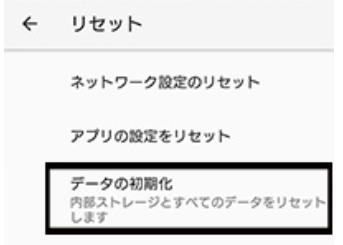 ← リセット
ネットワーク設定のリセット
アプリの設定をリセット
データの初期化
内部ストレージとすべてのデータをリセット
します